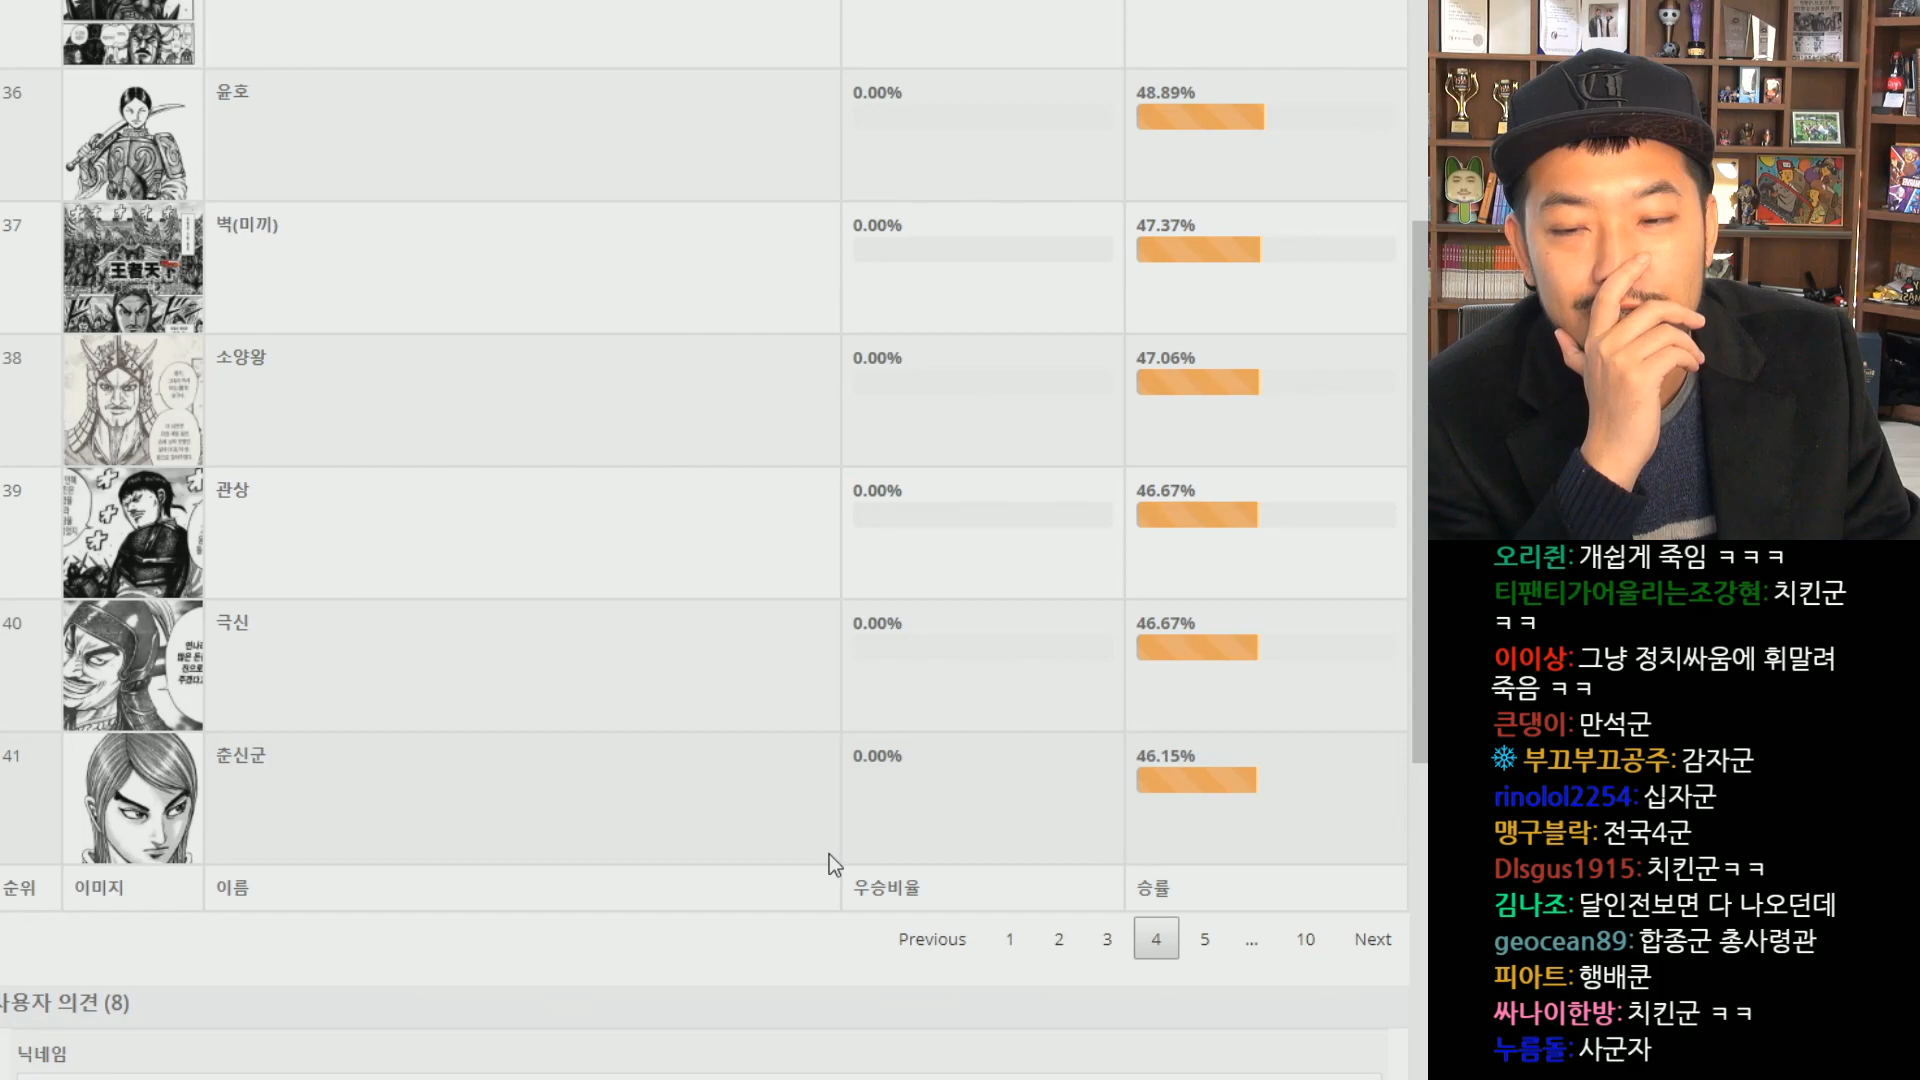 36
윤호
0.00%
48.89%
37
벽(미끼)
0.00%
47.37%
王者天下
38
소양왕
0.00%
47.06%
39
관상
0.00%
46.67%
40
극신
0.00%
46.67%
41
춘신군
0.00%
46.15%
순위 이미지 이름 우승비율 승률
Previous 1 2 3 4 5 ... 10 Next
사용자 의견 (8)
닉네임
오리쥔: 개쉽게 죽임 ㅋㅋㅋ
티팬티가어울리는조강현: 치킨군
ㅋㅋ
이이상: 그냥 정치싸움에 휘말려
죽음 ㅋㅋ
큰댕이: 만석군
부끄부끄공주: 감자군
rinolol2254: 십자군
맹구블락: 전국4군
Dlsgus1915: 치킨군ㅋㅋ
김나조: 달인전보면 다 나오던데
geocean89: 합종군 총사령관
피아트: 행배쿤
싸나이한방: 치킨군 ㅋㅋ
누름돌: 사군자